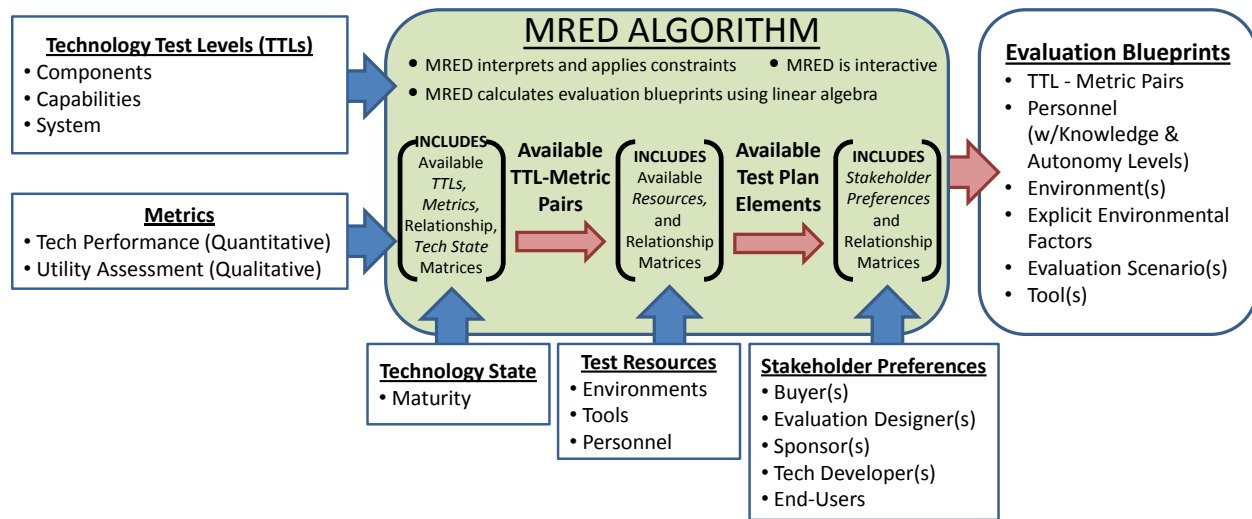 Technology Test Levels (TTLs)
• Components
• Capabilities
• System
Metrics
• Tech Performance (Quantitative)
• Utility Assessment (Qualitative)
MRED ALGORITHM
• MRED interprets and applies constraints
• MRED is interactive
• MRED calculates evaluation blueprints using linear algebra
INCLUDES
Available
TTLs,
Metrics,
Relationship,
Tech State
Matrices
Available
TTL-Metric
Pairs
INCLUDES
Available
Resources,
and
Relationship
Matrices
Available
Test Plan
Elements
INCLUDES
Stakeholder
Preferences
and
Relationship
Matrices
Technology State
• Maturity
Test Resources
• Environments
• Tools
• Personnel
Stakeholder Preferences
• Buyer(s)
• Evaluation Designer(s)
• Sponsor(s)
• Tech Developer(s)
• End-Users
Evaluation Blueprints
• TTL - Metric Pairs
• Personnel
(w/Knowledge &
Autonomy Levels)
• Environment(s)
• Explicit Environmental
Factors
• Evaluation Scenario(s)
• Tool(s)